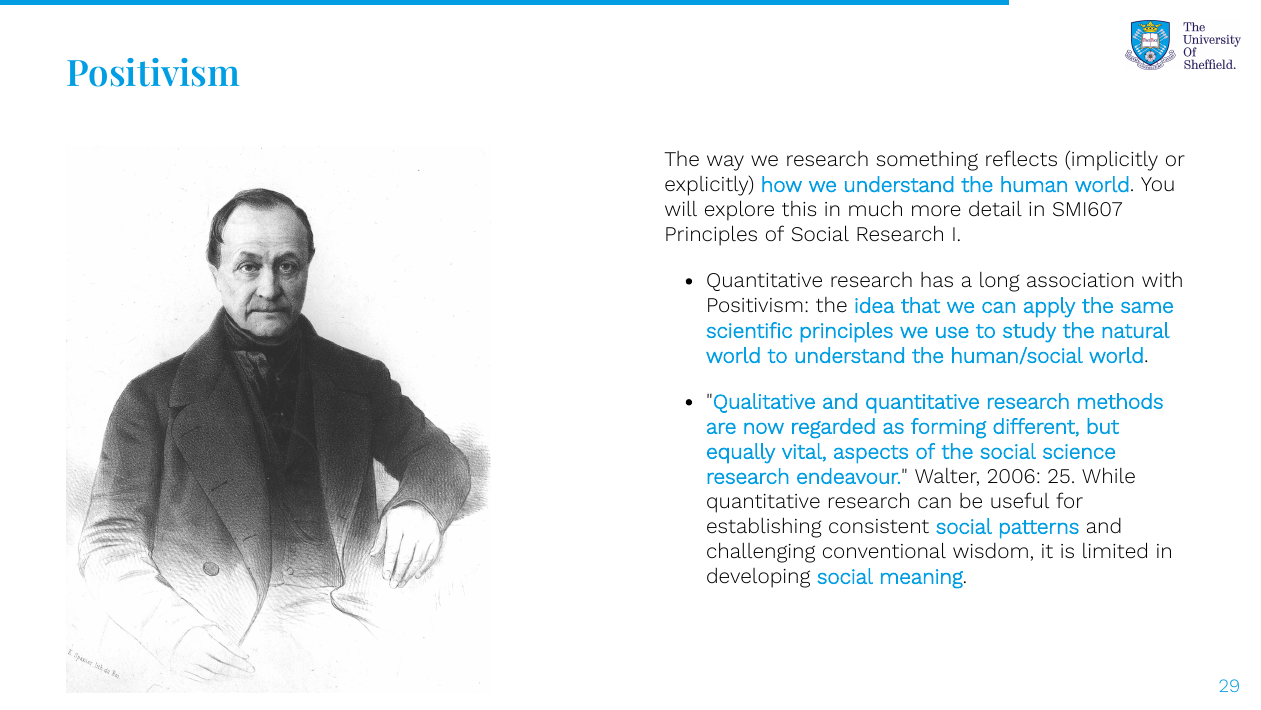 The
University
Of
Sheffield.
Positivism
The way we research something reflects (implicitly or
explicitly) how we understand the human world. You
will explore this in much more detail in SMI607
Principles of Social Research I.
• Quantitative research has a long association with
Positivism: the idea that we can apply the same
scientific principles we use to study the natural
world to understand the human/social world.
• "Qualitative and quantitative research methods
are now regarded as forming different, but
equally vital, aspects of the social science
research endeavour." Walter, 2006: 25. While
quantitative research can be useful for
establishing consistent social patterns and
challenging conventional wisdom, it is limited in
developing social meaning.
29